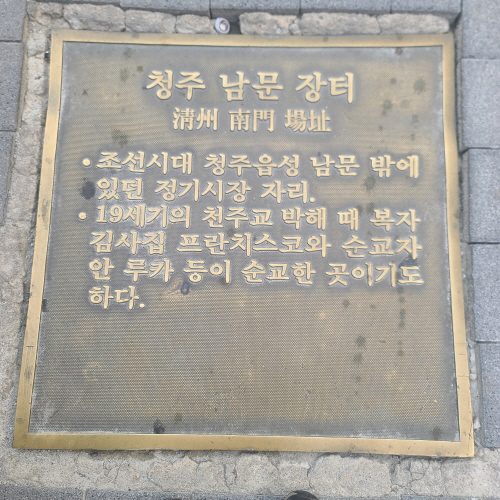 청주 남문 장터
清州 南門 場址
• 조선시대 청주읍성 남문 밖에
있던 정기시장 자리.
• 19세기의 천주교 박해 때 복자
김사집 프란치스코와 순교자
안 루카 등이 순교한 곳이기도
하다.